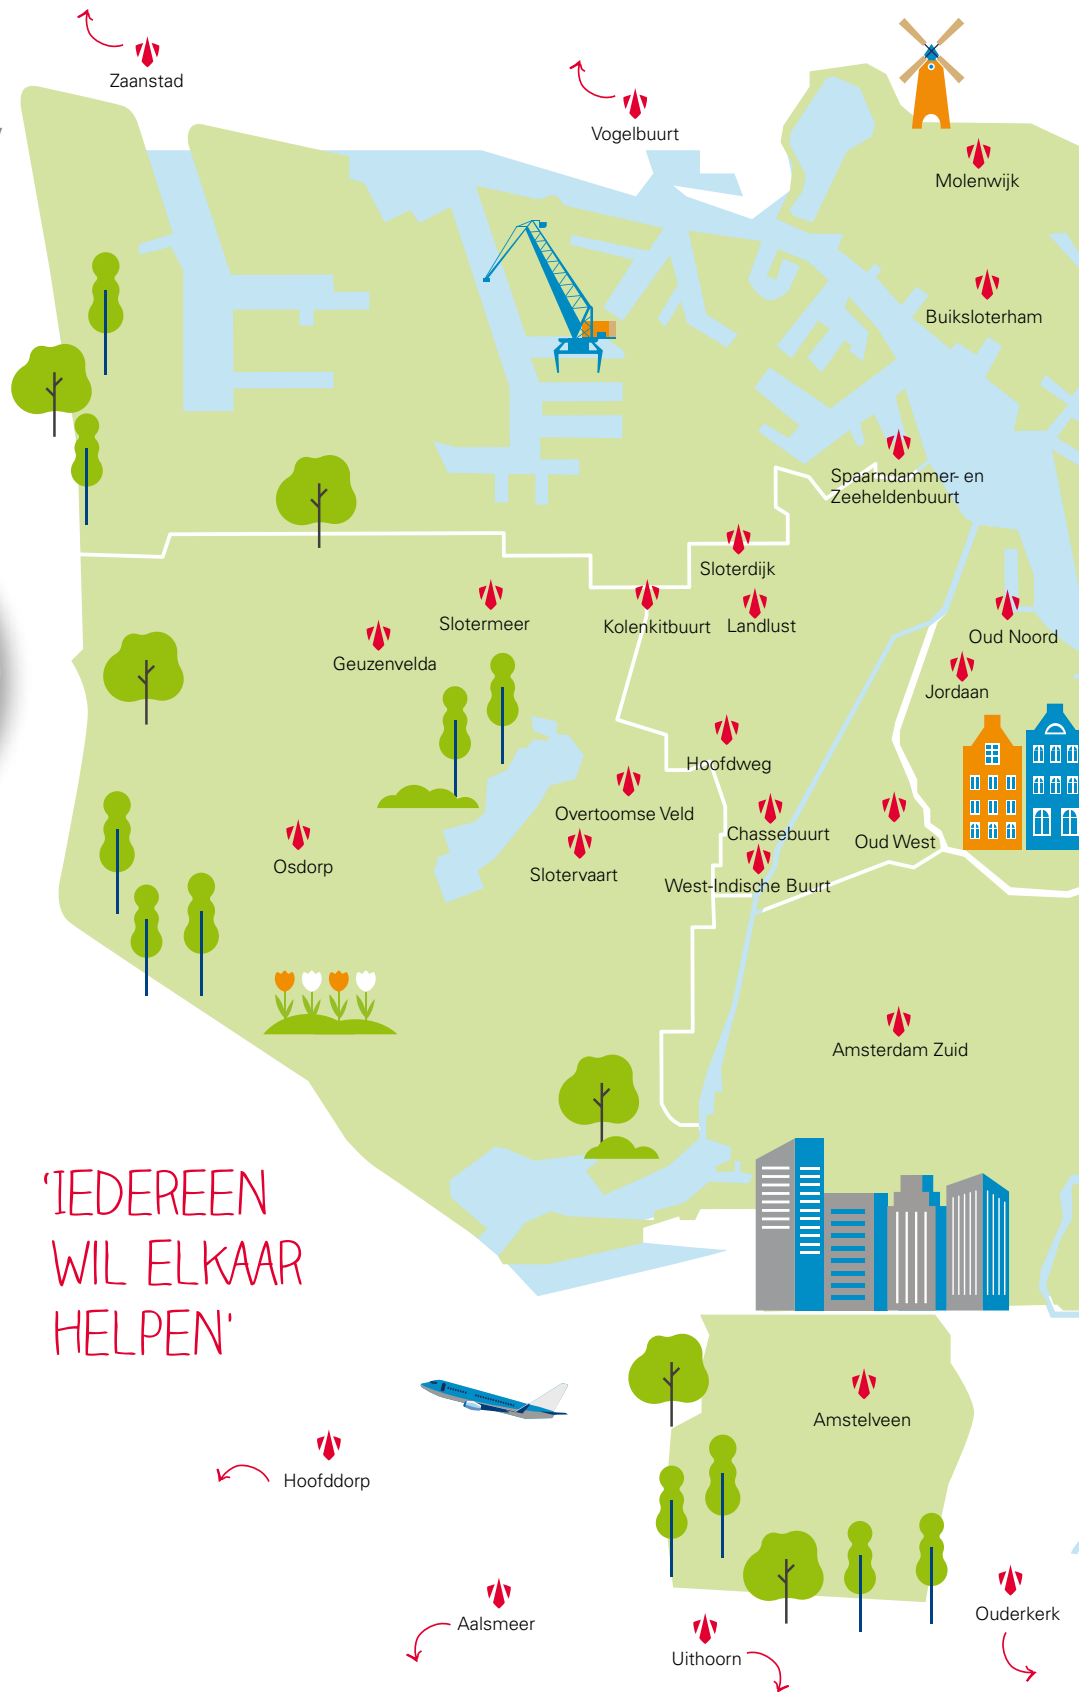 Zaanstad
Vogelbuurt
Molenwijk
Buiksloterham
Spaarndammer- en
Zeeheldenbuurt
Sloterdijk
Slotermeer
Kolenkitbuurt
Landlust
Oud Noord
Geuzenvelda
Jordaan
Hoofdweg
Overtoomse Veld
Chassebuurt
Oud West
Osdorp
Slotervaart
West-Indische Buurt
Amsterdam Zuid
'IEDEREEN
WIL ELKAAR
HELPEN'
Amstelveen
Hoofddorp
Aalsmeer
Ouderkerk
Uithoorn